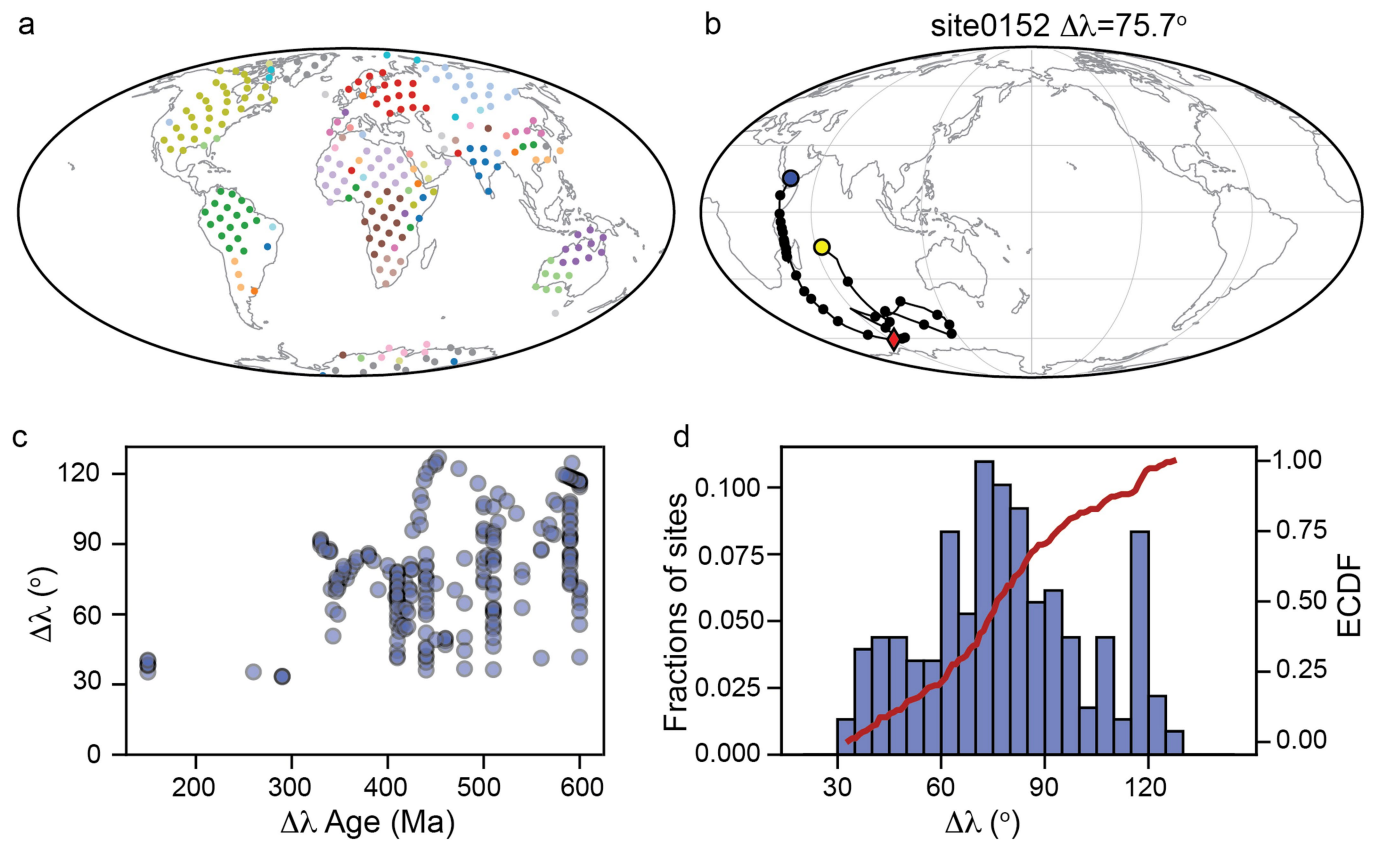 a
b
site0152 Δλ=75.7°
c
120
90
60
30
0
Δλ (°)
200
300
400
500
600
Δλ Age (Ma)
d
0.100
0.075
0.050
0.025
0.000
Fractions of sites
1.00
0.75
0.50
0.25
0.00
ECDF
30
60
90
120
Δλ (°)